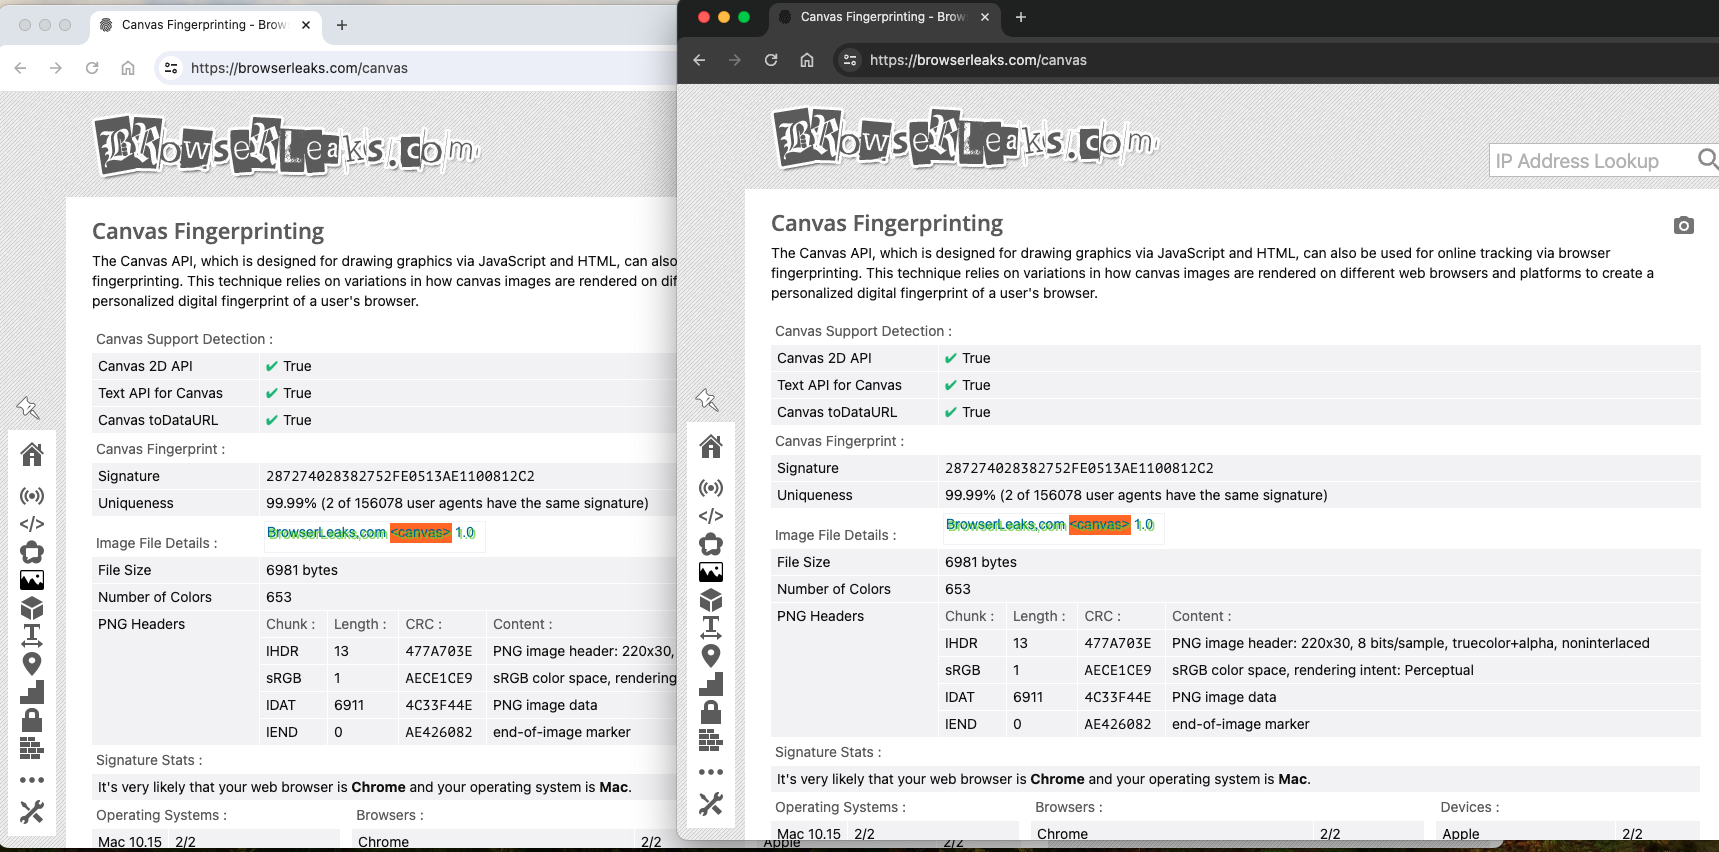 Canvas Fingerprinting - Brow
https://browserleaks.com/canvas
BrowserLeaks.com
Canvas Fingerprinting
The Canvas API, which is designed for drawing graphics via JavaScript and HTML, can also
fingerprinting. This technique relies on variations in how canvas images are rendered on dif
personalized digital fingerprint of a user's browser.
Canvas Support Detection :
Canvas 2D API ✔ True
Text API for Canvas ✔ True
Canvas toDataURL ✔ True
Canvas Fingerprint :
Signature 287274028382752FE0513AE1100812C2
Uniqueness 99.99% (2 of 156078 user agents have the same signature)
BrowserLeaks,com <canvas> 1.0
Image File Details :
File Size 6981 bytes
Number of Colors 653
PNG Headers Chunk : Length : CRC : Content :
IHDR 13 477A703E PNG image header: 220x30,
sRGB 1 AECE1CE9 sRGB color space, rendering
IDAT 6911 4C33F44E PNG image data
IEND 0 AE426082 end-of-image marker
Signature Stats :
It's very likely that your web browser is Chrome and your operating system is Mac.
Operating Systems : Browsers :
Mac 10.15 2/2 Chrome 2/2
Canvas Fingerprinting - Brow
https://browserleaks.com/canvas
BrowserLeaks.com
IP Address Lookup
Canvas Fingerprinting
The Canvas API, which is designed for drawing graphics via JavaScript and HTML, can also be used for online tracking via browser
fingerprinting. This technique relies on variations in how canvas images are rendered on different web browsers and platforms to create a
personalized digital fingerprint of a user's browser.
Canvas Support Detection :
Canvas 2D API ✔ True
Text API for Canvas ✔ True
Canvas toDataURL ✔ True
Canvas Fingerprint :
Signature 287274028382752FE0513AE1100812C2
Uniqueness 99.99% (2 of 156078 user agents have the same signature)
BrowserLeaks,com <canvas> 1.0
Image File Details :
File Size 6981 bytes
Number of Colors 653
PNG Headers Chunk : Length : CRC : Content :
IHDR 13 477A703E PNG image header: 220x30, 8 bits/sample, truecolor+alpha, noninterlaced
sRGB 1 AECE1CE9 sRGB color space, rendering intent: Perceptual
IDAT 6911 4C33F44E PNG image data
IEND 0 AE426082 end-of-image marker
Signature Stats :
It's very likely that your web browser is Chrome and your operating system is Mac.
Operating Systems : Browsers : Devices :
Mac 10.15 2/2 Chrome 2/2 Apple 2/2
Apple 2/2